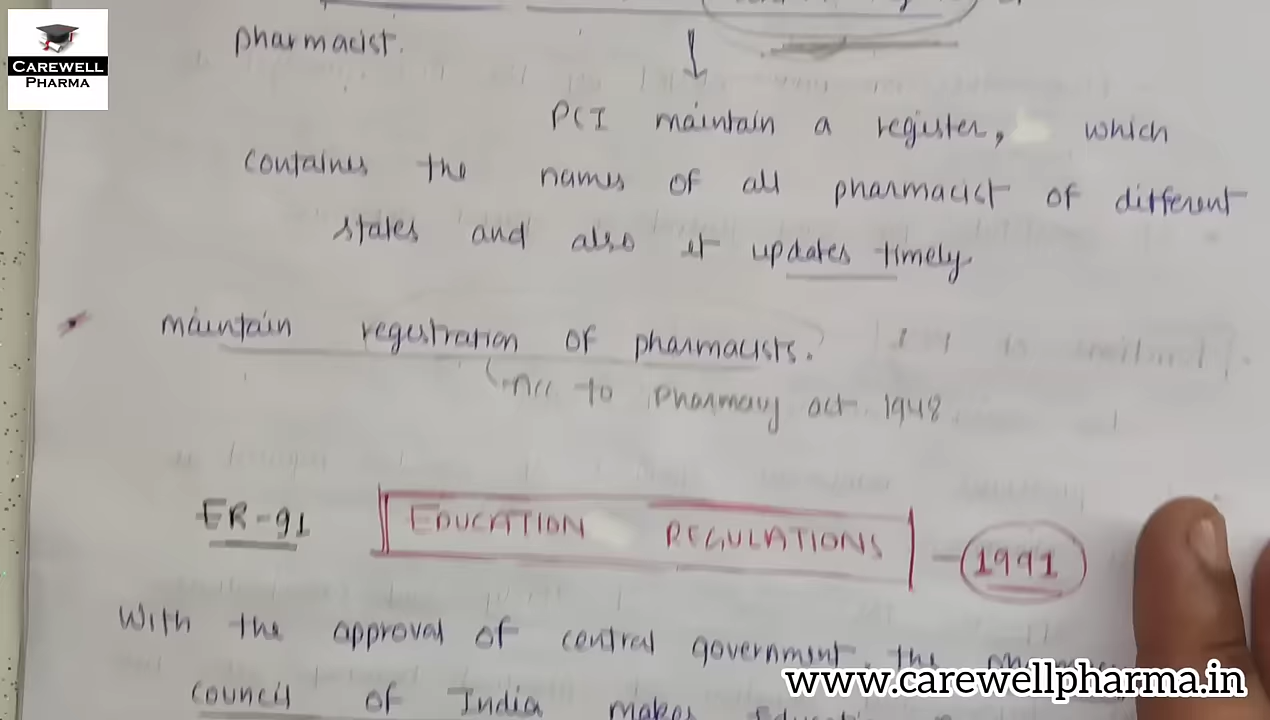 CAREWELL
PHARMA
pharmacist.
PCI maintain a register, which
containes the names of all pharmacist of different
states and also it updates timely
maintain registration of pharmacists.
Acc to pharmacy act 1948.
ER-91 EDUCATION REGULATIONS - 1991
With the approval of central government, the
council of India makes
www.carewellpharma.in